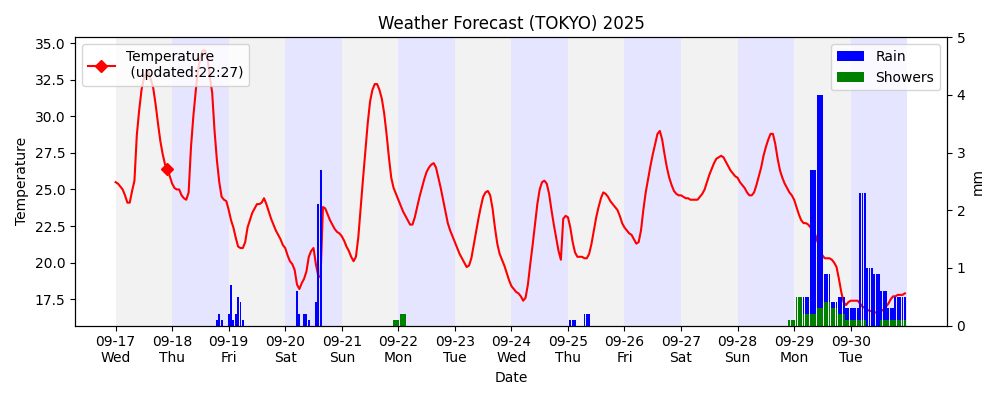 Weather Forecast (TOKYO) 2025
Temperature
(updated:22:27)
Rain
Showers
35.0
32.5
30.0
27.5
25.0
22.5
20.0
17.5
Temperature
5
4
3
2
1
0
mm
09-17 09-18 09-19 09-20 09-21 09-22 09-23 09-24 09-25 09-26 09-27 09-28 09-29 09-30
Wed Thu Fri Sat Sun Mon Tue Wed Thu Fri Sat Sun Mon Tue
Date